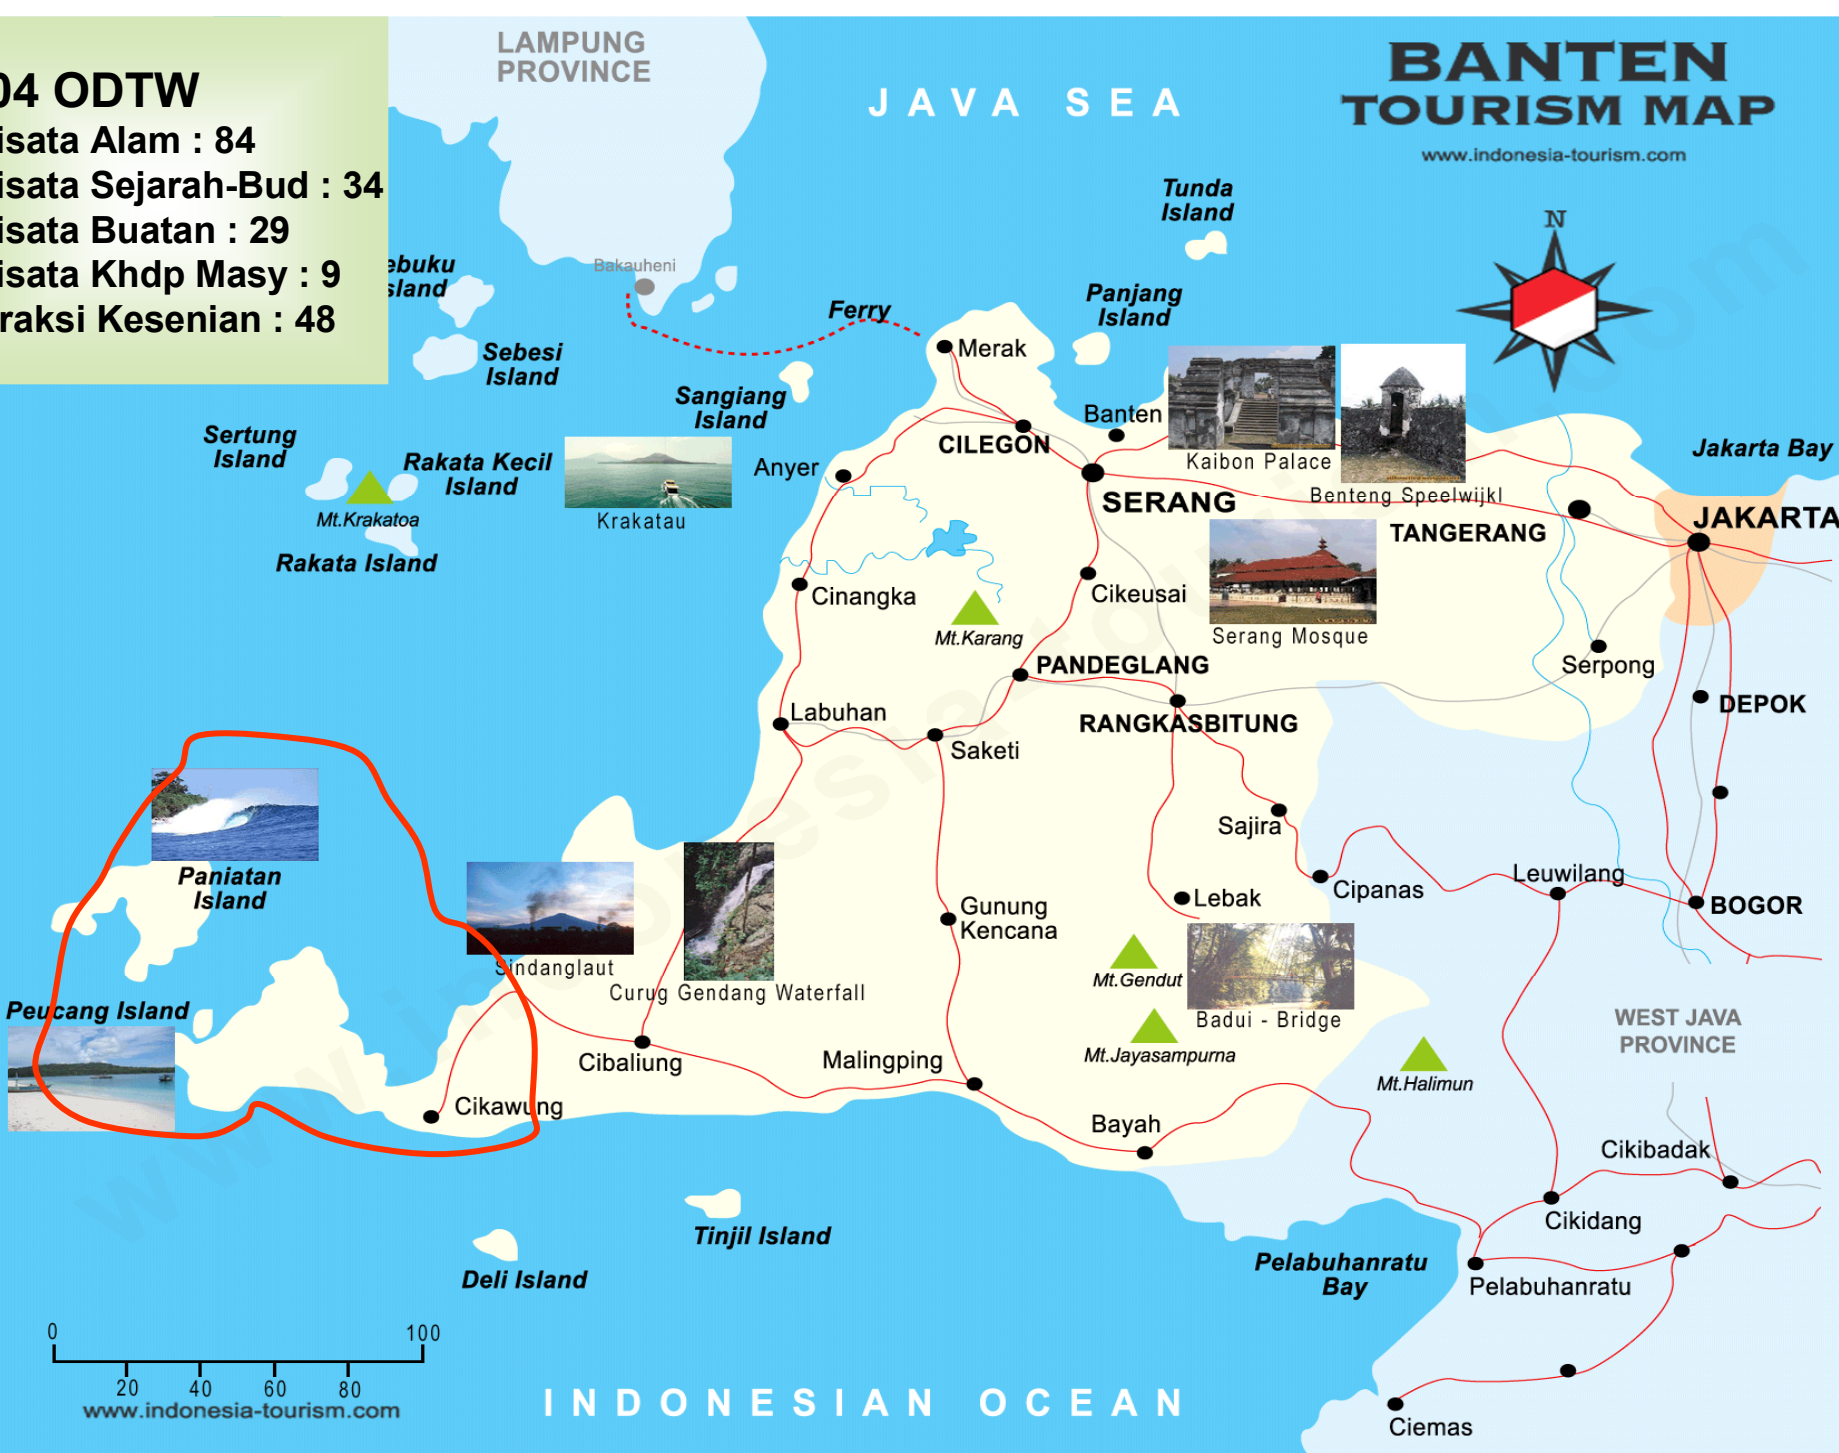 04 ODTW
isata Alam : 84
isata Sejarah-Bud : 34
isata Buatan : 29
isata Khdp Masy : 9
raksi Kesenian : 48
LAMPUNG
PROVINCE
JAVA SEA
BANTEN
TOURISM MAP
www.indonesia-tourism.com
N
Tunda
Island
ebuku
sland
Bakauheni
Ferry
Panjang
Island
Merak
Sebesi
Island
Sangiang
Island
Banten
CILEGON
Kaibon Palace
Benteng Speelwijkl
Jakarta Bay
Sertung
Island
Rakata Kecil
Island
Mt.Krakatoa
Rakata Island
Krakatau
Anyer
SERANG
TANGERANG
JAKARTA
Cinangka
Cikeusai
Mt.Karang
Serang Mosque
Serpong
PANDEGLANG
RANGKASBITUNG
DEPOK
Labuhan
Saketi
Sajira
Cipanas
Leuwilang
BOGOR
Paniatan
Island
Sindanglaut
Curug Gendang Waterfall
Gunung
Kencana
Lebak
Mt.Gendut
Badui - Bridge
Peucang Island
Mt.Jayasampurna
Mt.Halimun
WEST JAVA
PROVINCE
Cibaliung
Malingping
Cikawung
Bayah
Cikibadak
Cikidang
Tinjil Island
Deli Island
Pelabuhanratu
Bay
Pelabuhanratu
0 100
20 40 60 80
www.indonesia-tourism.com
INDONESIAN OCEAN
Ciemas
www.indonesia-tourism.com